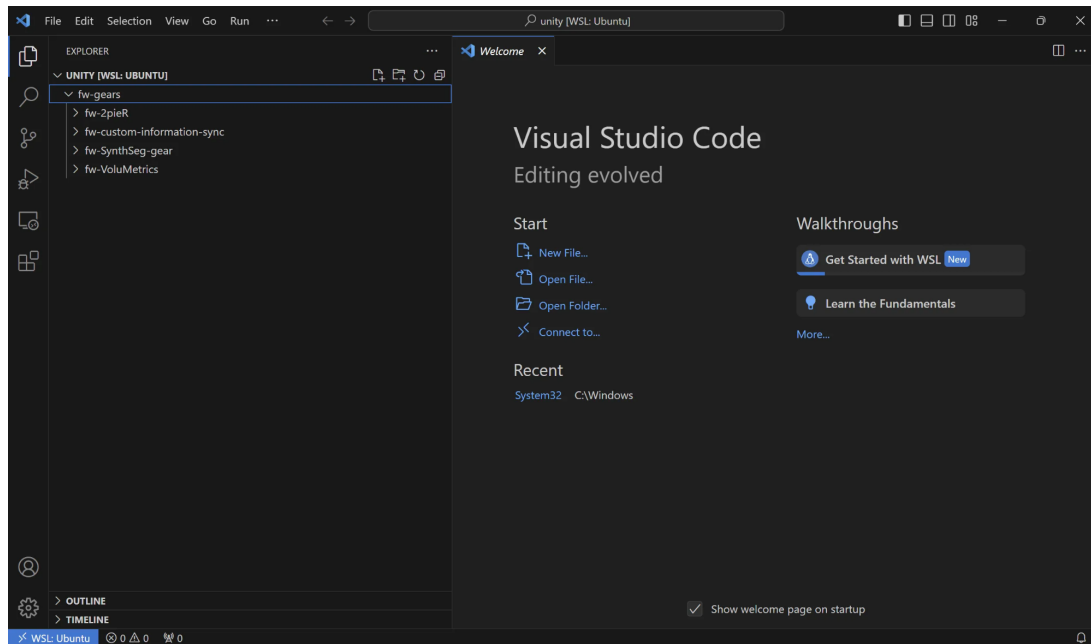 File Edit Selection View Go Run ···
unity [WSL: Ubuntu]
EXPLORER ···
Welcome
UNITY [WSL: UBUNTU]
fw-gears
fw-2pieR
fw-custom-information-sync
fw-SynthSeg-gear
fw-VoluMetrics
Visual Studio Code
Editing evolved
Start
New File...
Open File...
Open Folder...
Connect to...
Recent
System32 C:\Windows
Walkthroughs
Get Started with WSL New
Learn the Fundamentals
More...
Show welcome page on startup
OUTLINE
TIMELINE
WSL: Ubuntu 0 0 0